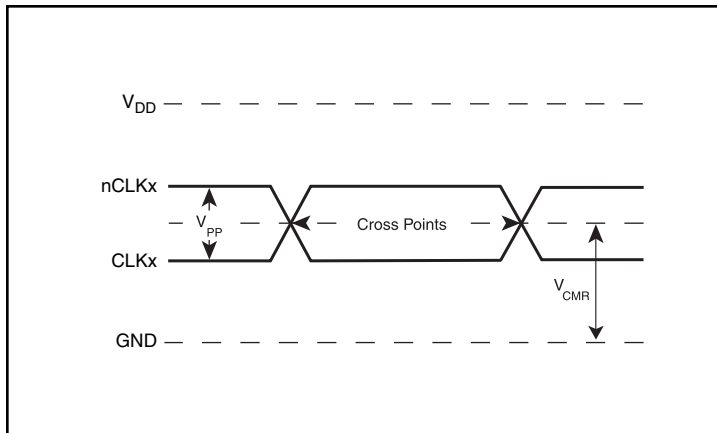 VDD
nCLKx
VPP
Cross Points
CLKx
VCMR
GND